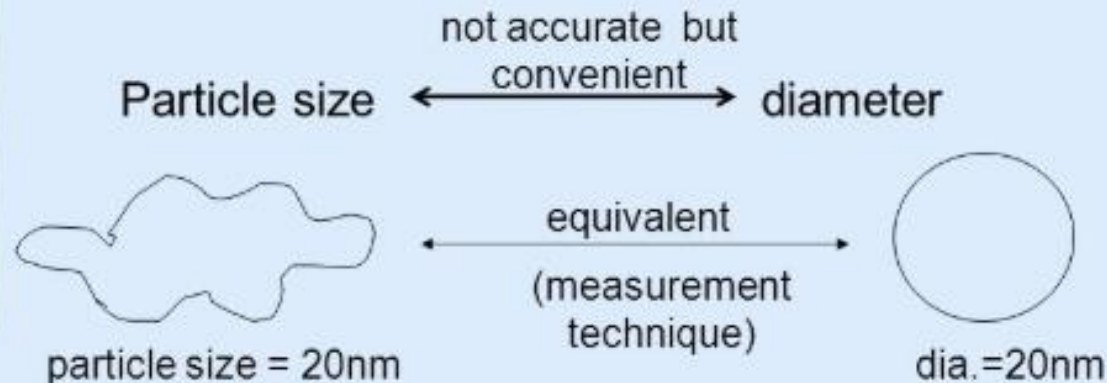 not accurate but
convenient
Particle size
diameter
equivalent
(measurement
technique)
particle size = 20nm
dia.=20nm